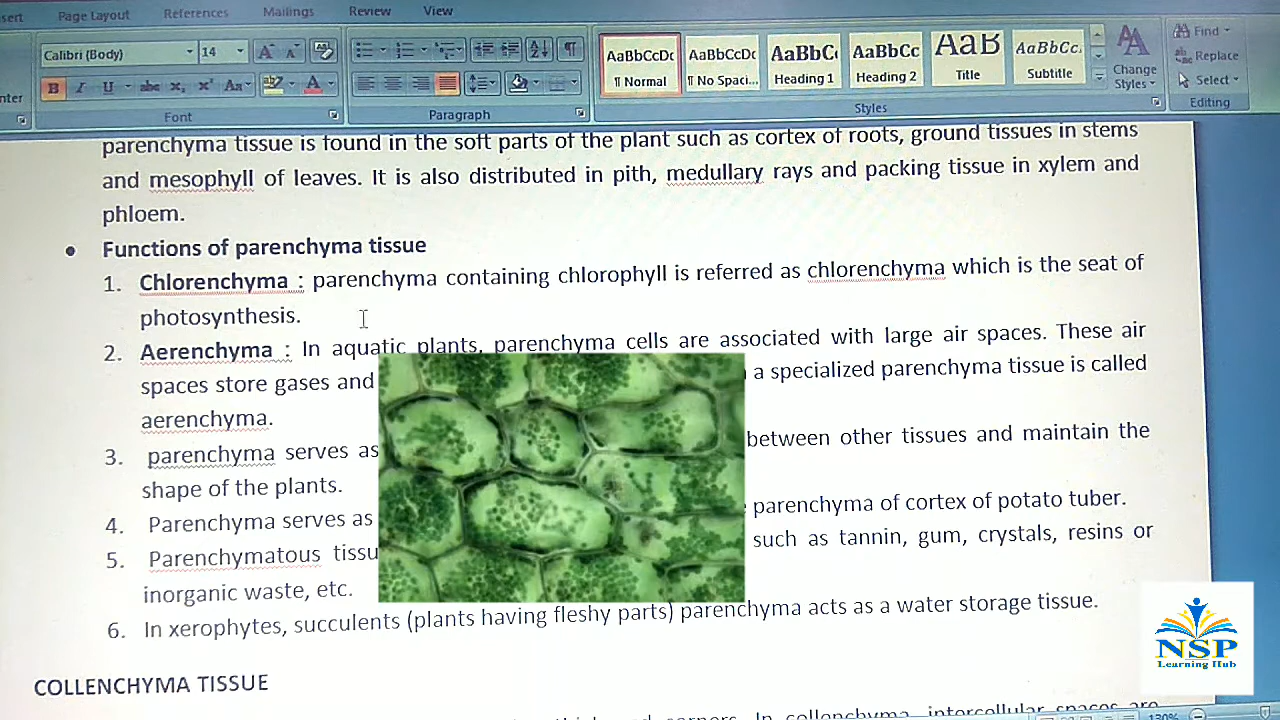 sert Page Layout References Mailings Review View
Calibri (Body) 14
AaBbCcDc AaBbCcDc AaBbC AaBbCc AaB AaBbCc.
¶ Normal ¶ No Spaci... Heading 1 Heading 2 Title Subtitle
Change Styles
Find
Replace
Select
nter
Font Paragraph Styles Editing
parenchyma tissue is found in the soft parts of the plant such as cortex of roots, ground tissues in stems
and mesophyll of leaves. It is also distributed in pith, medullary rays and packing tissue in xylem and
phloem.
• Functions of parenchyma tissue
1. Chlorenchyma : parenchyma containing chlorophyll is referred as chlorenchyma which is the seat of
photosynthesis.
2. Aerenchyma : In aquatic plants, parenchyma cells are associated with large air spaces. These air
spaces store gases and a specialized parenchyma tissue is called
aerenchyma.
3. parenchyma serves as between other tissues and maintain the
shape of the plants.
4. Parenchyma serves as parenchyma of cortex of potato tuber.
5. Parenchymatous tissu such as tannin, gum, crystals, resins or
inorganic waste, etc.
6. In xerophytes, succulents (plants having fleshy parts) parenchyma acts as a water storage tissue.
COLLENCHYMA TISSUE
In collenchyma, intercellular spaces are
130%
NSP
Learning Hub